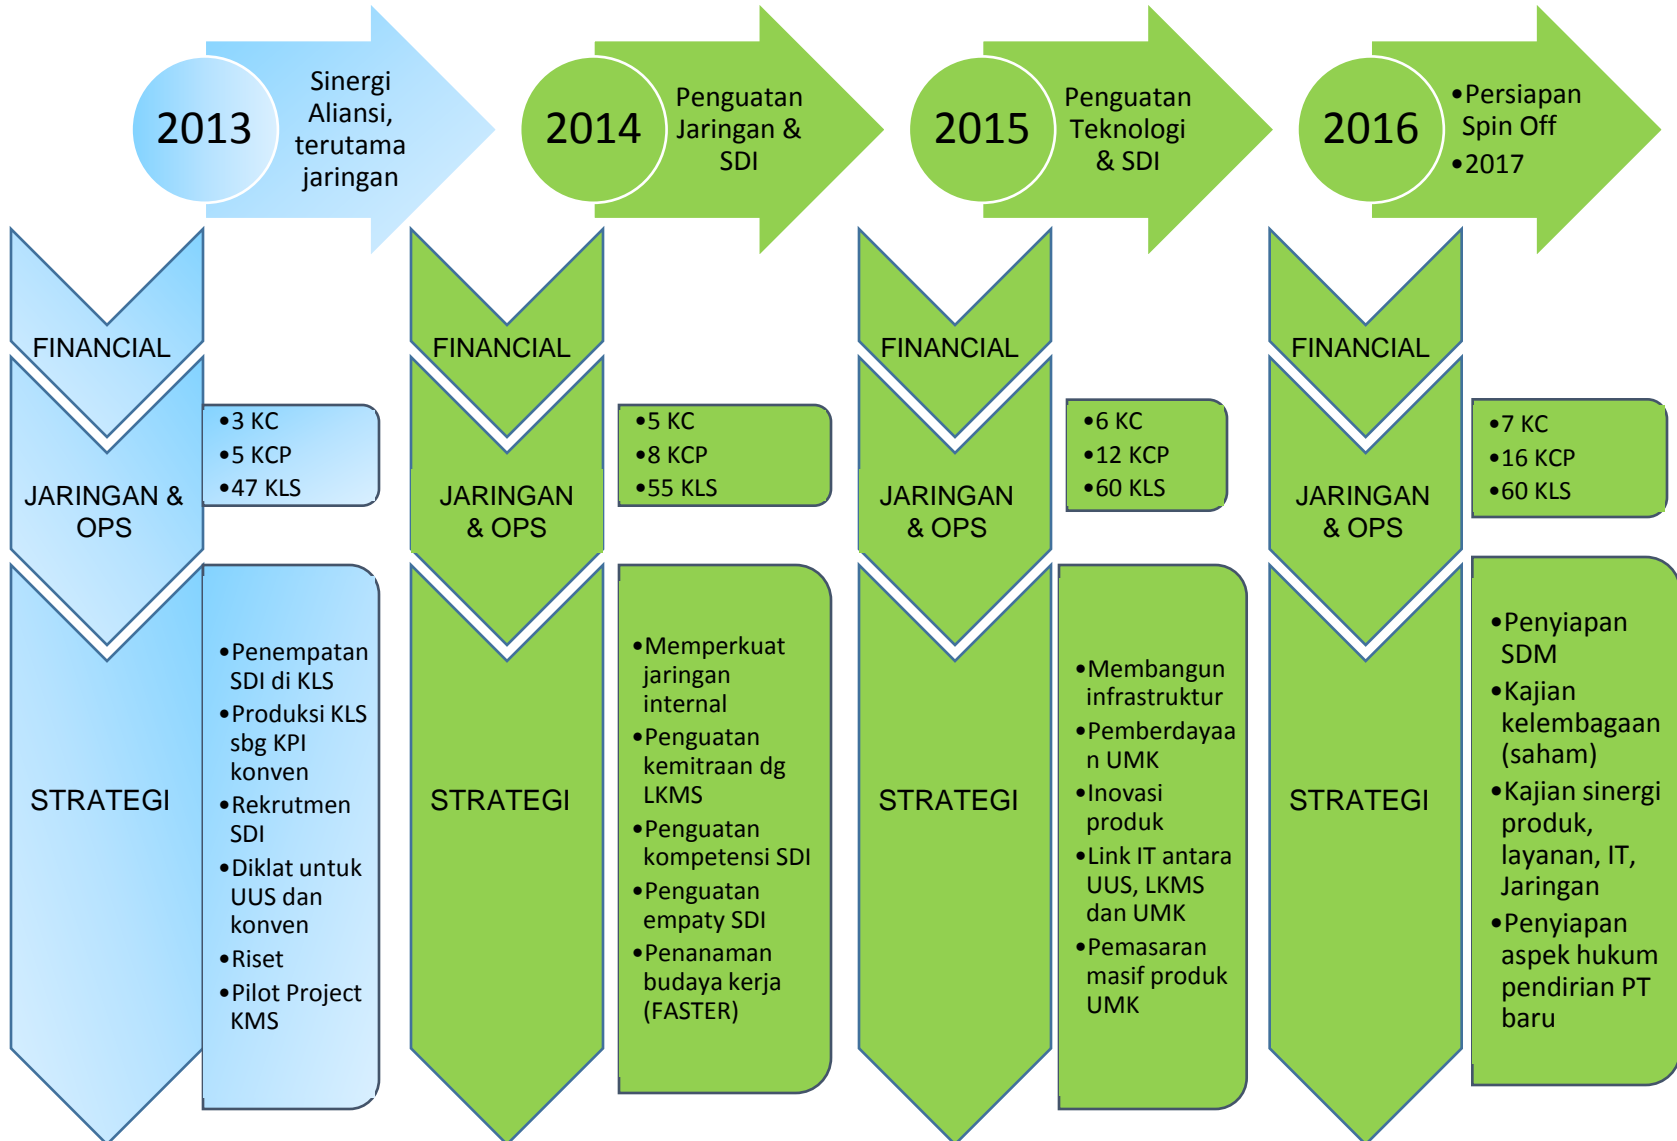 2013
Sinergi
Aliansi,
terutama
jaringan
2014
Penguatan
Jaringan &
SDI
2015
Penguatan
Teknologi
& SDI
2016
•Persiapan
Spin Off
•2017
FINANCIAL
JARINGAN &
OPS
•3 KC
•5 KCP
•47 KLS
STRATEGI
•Penempatan
SDI di KLS
•Produksi KLS
sbg KPI
konven
•Rekrutmen
SDI
•Diklat untuk
UUS dan
konven
•Riset
•Pilot Project
KMS
FINANCIAL
JARINGAN
& OPS
•5 KC
•8 KCP
•55 KLS
STRATEGI
•Memperkuat
jaringan
internal
•Penguatan
kemitraan dg
LKMS
•Penguatan
kompetensi SDI
•Penguatan
empaty SDI
•Penanaman
budaya kerja
(FASTER)
FINANCIAL
JARINGAN
& OPS
•6 KC
•12 KCP
•60 KLS
STRATEGI
•Membangun
infrastruktur
•Pemberdayaa
n UMK
•Inovasi
produk
•Link IT antara
UUS, LKMS
dan UMK
•Pemasaran
masif produk
UMK
FINANCIAL
JARINGAN
& OPS
•7 KC
•16 KCP
•60 KLS
STRATEGI
•Penyiapan
SDM
•Kajian
kelembagaan
(saham)
•Kajian sinergi
produk,
layanan, IT,
Jaringan
•Penyiapan
aspek hukum
pendirian PT
baru